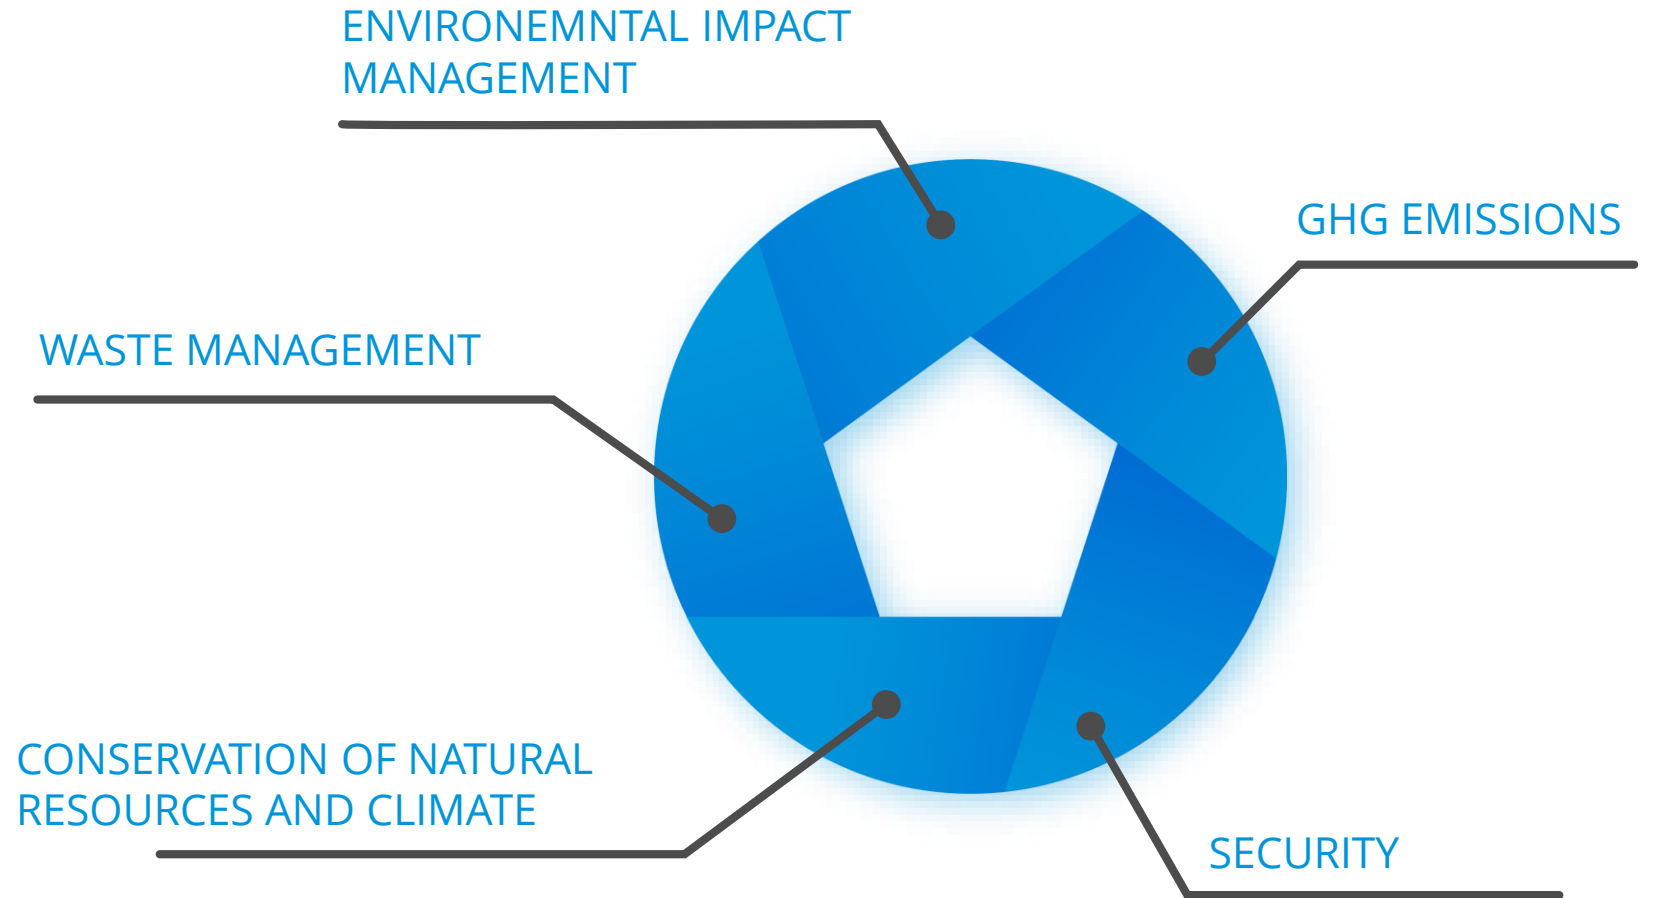 ENVIRONEMNTAL IMPACT
MANAGEMENT
GHG EMISSIONS
WASTE MANAGEMENT
CONSERVATION OF NATURAL
RESOURCES AND CLIMATE
SECURITY